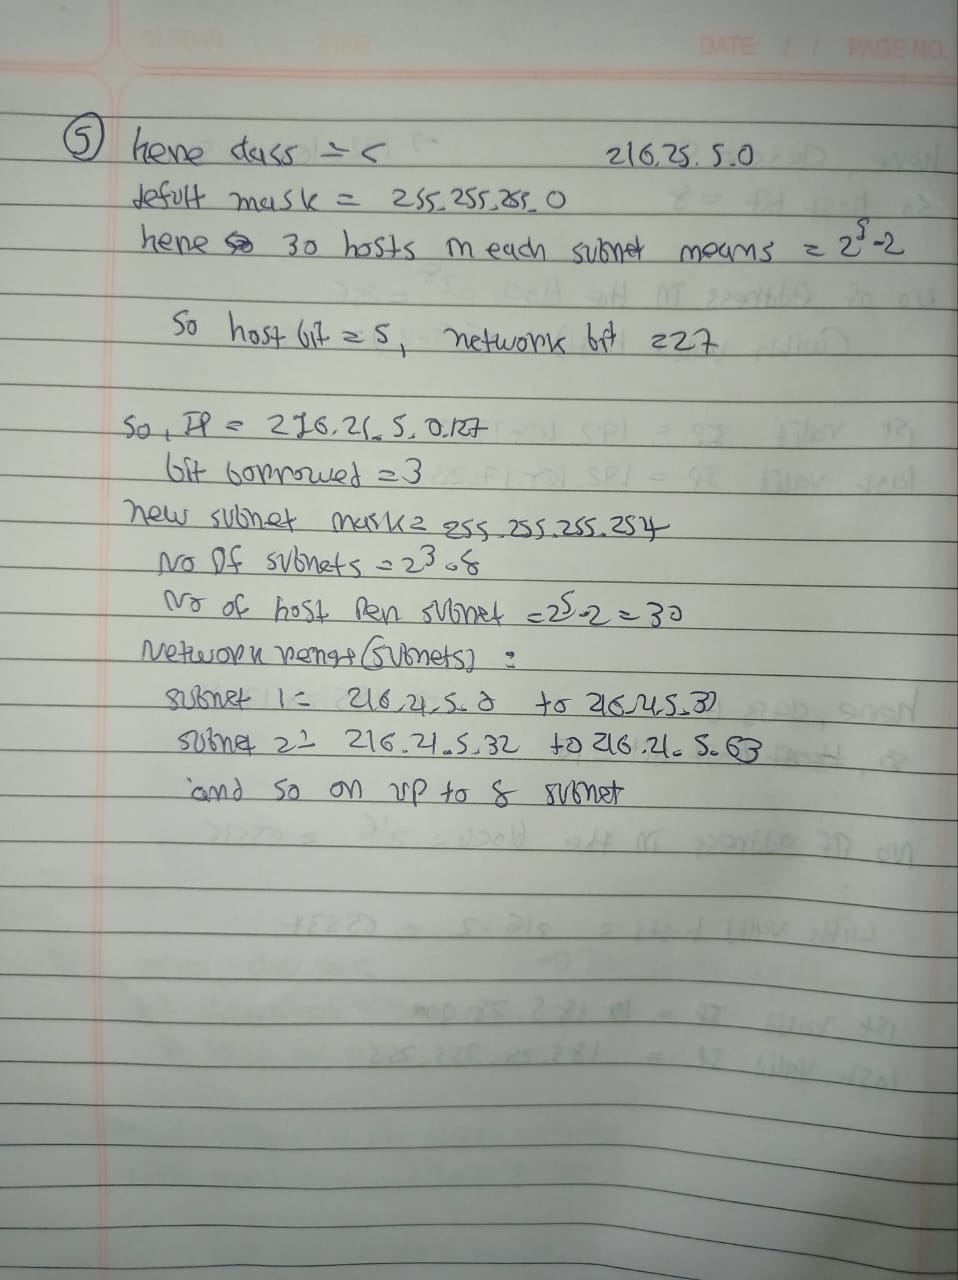 DATE: / / PAGE NO.
⑤ here class = c 216.25.5.0
defult mask = 255.255.255.0
here 30 hosts in each subnet means = 2^5-2
So host bit = 5, network bit = 27
So, IP = 216.21.5.0/27
bit borrowed = 3
new subnet mask = 255.255.255.254
No Of subnets = 2^3 = 8
No of host Per subnet = 2^5-2 = 30
Network range (Subnets) :
subnet 1 = 216.21.5.0 to 216.21.5.31
subnet 2 = 216.21.5.32 to 216.21.5.63
and so on up to 8 subnet